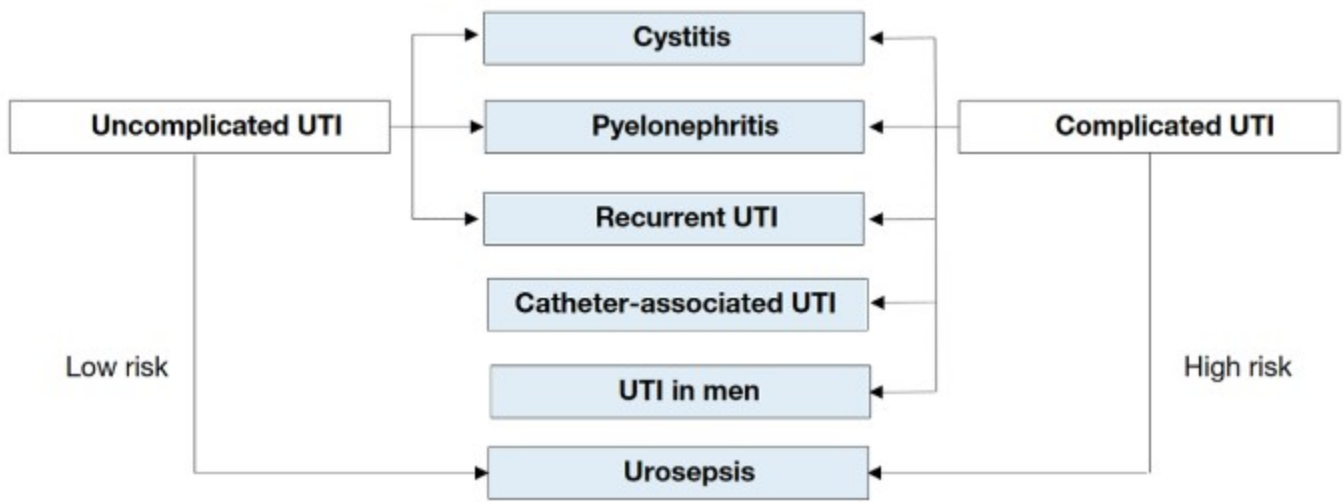 Cystitis
Uncomplicated UTI
Pyelonephritis
Complicated UTI
Recurrent UTI
Catheter-associated UTI
Low risk
UTI in men
High risk
Urosepsis